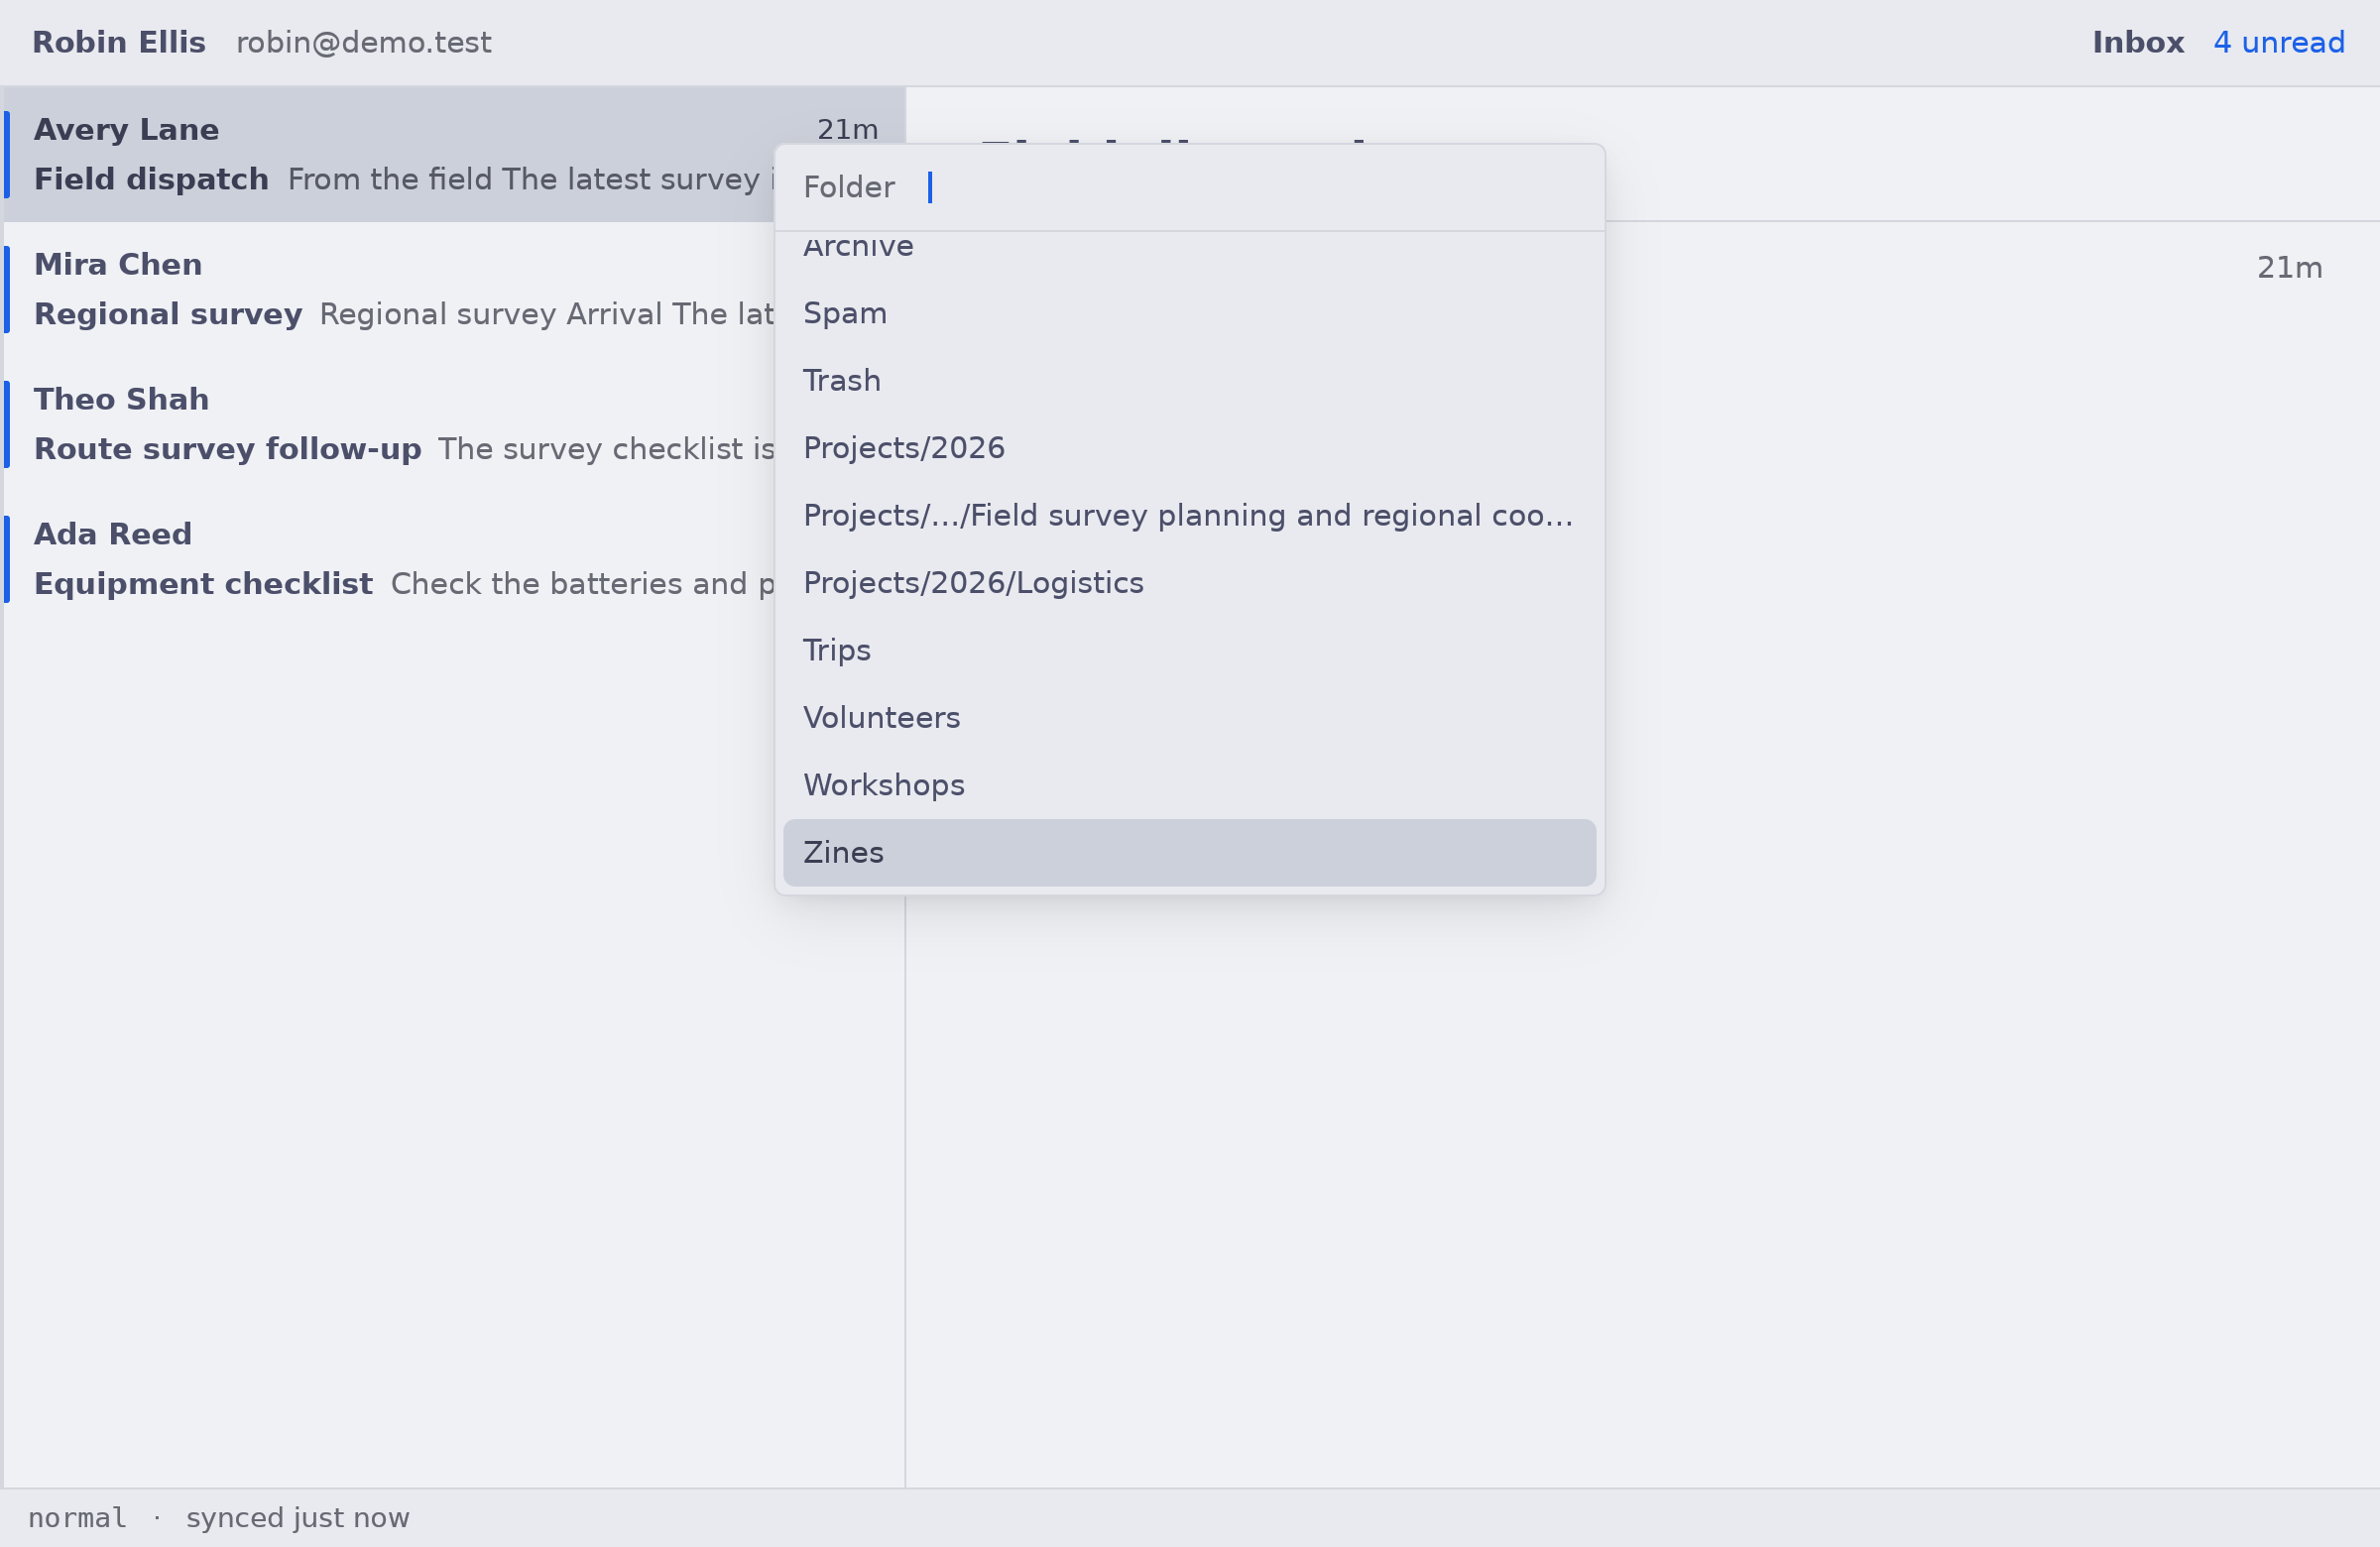 Robin Ellis robin@demo.test
Inbox 4 unread
Avery Lane 21m
Field dispatch From the field The latest survey
Mira Chen
Regional survey Regional survey Arrival The lat
Theo Shah
Route survey follow-up The survey checklist is
Ada Reed
Equipment checklist Check the batteries and p
Folder
Archive
Spam
Trash
Projects/2026
Projects/…/Field survey planning and regional coo…
Projects/2026/Logistics
Trips
Volunteers
Workshops
Zines
21m
normal · synced just now